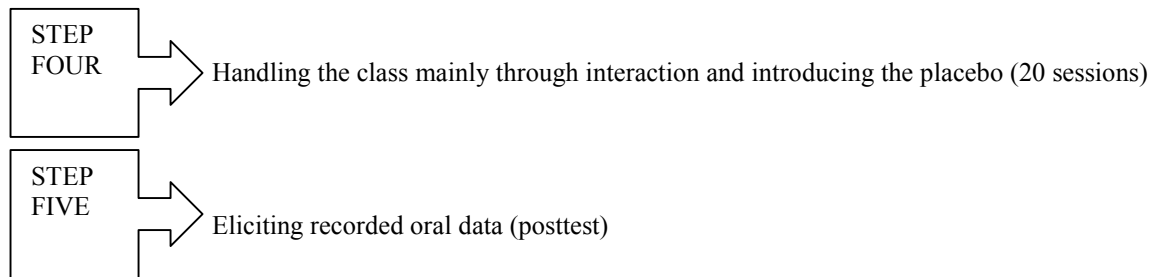 STEP
FOUR
Handling the class mainly through interaction and introducing the placebo (20 sessions)
STEP
FIVE
Eliciting recorded oral data (posttest)